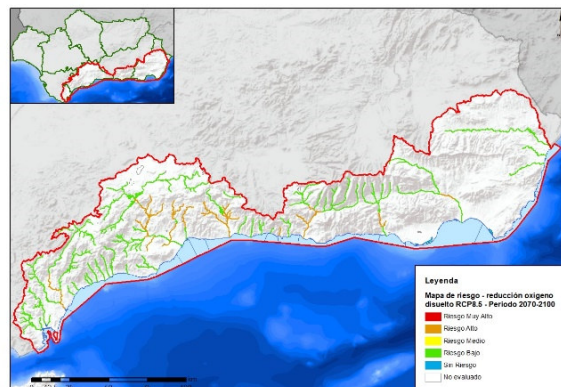 Leyenda
Mapa de riesgo - reducción oxigeno
disuelto RCP8.5 - Periodo 2070-2100
Riesgo Muy Alto
Riesgo Alto
Riesgo Medio
Riesgo Bajo
Sin Riesgo
No evaluado